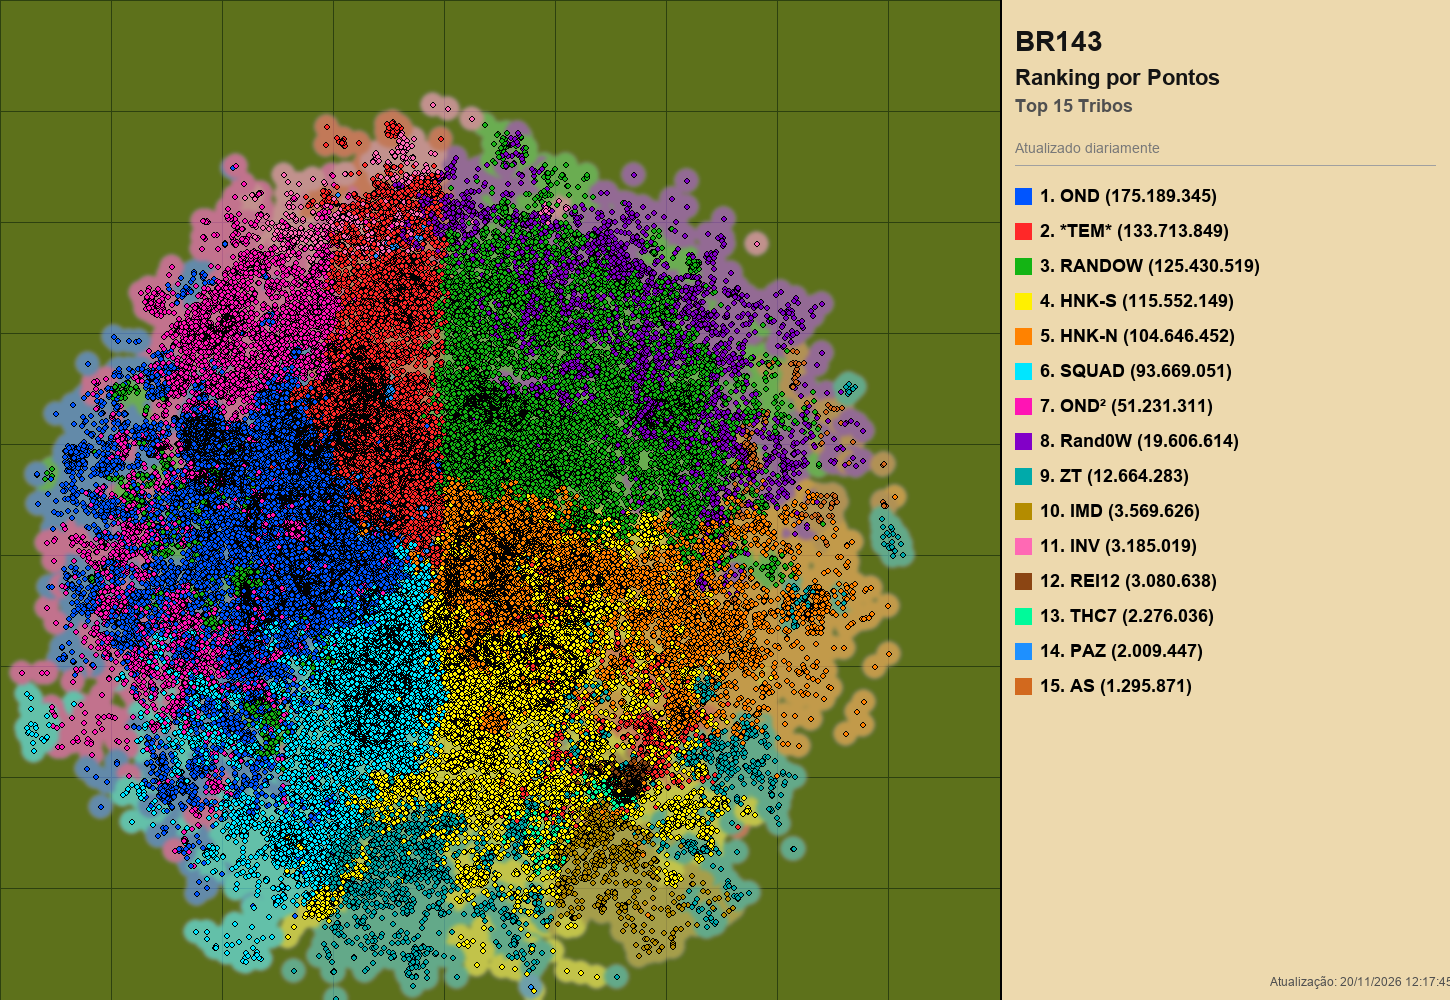 BR143
Ranking por Pontos
Top 15 Tribos
Atualizado diariamente
1. OND (175.189.345)
2. *TEM* (133.713.849)
3. RANDOW (125.430.519)
4. HNK-S (115.552.149)
5. HNK-N (104.646.452)
6. SQUAD (93.669.051)
7. OND² (51.231.311)
8. Rand0W (19.606.614)
9. ZT (12.664.283)
10. IMD (3.569.626)
11. INV (3.185.019)
12. REI12 (3.080.638)
13. THC7 (2.276.036)
14. PAZ (2.009.447)
15. AS (1.295.871)
Atualização: 20/11/2026 12:17:45